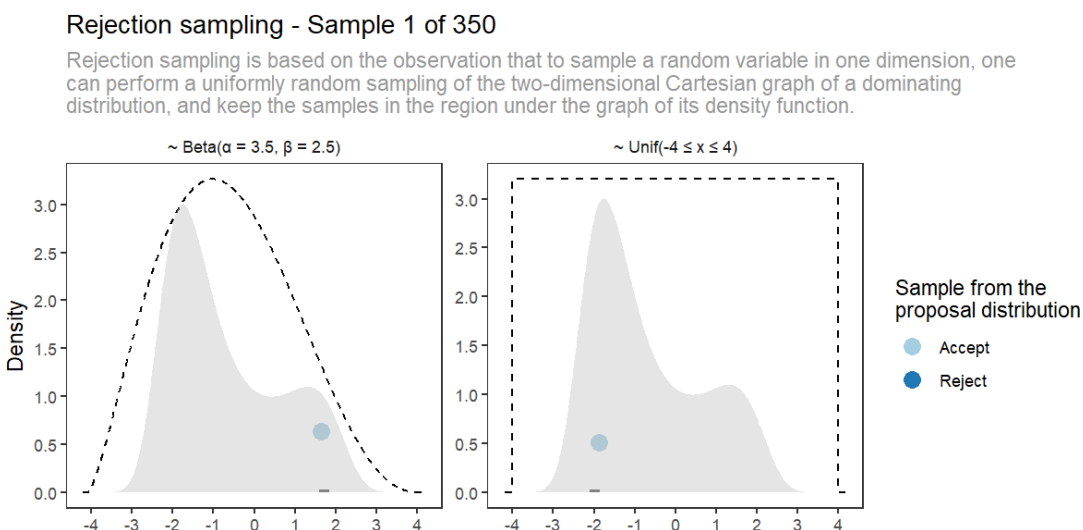 Rejection sampling - Sample 1 of 350
Rejection sampling is based on the observation that to sample a random variable in one dimension, one
can perform a uniformly random sampling of the two-dimensional Cartesian graph of a dominating
distribution, and keep the samples in the region under the graph of its density function.
~ Beta(α = 3.5, β = 2.5)
~ Unif(-4 ≤ x ≤ 4)
Density
3.0
2.5
2.0
1.5
1.0
0.5
0.0
-4 -3 -2 -1 0 1 2 3 4
3.0
2.5
2.0
1.5
1.0
0.5
0.0
-4 -3 -2 -1 0 1 2 3 4
Sample from the
proposal distribution
Accept
Reject